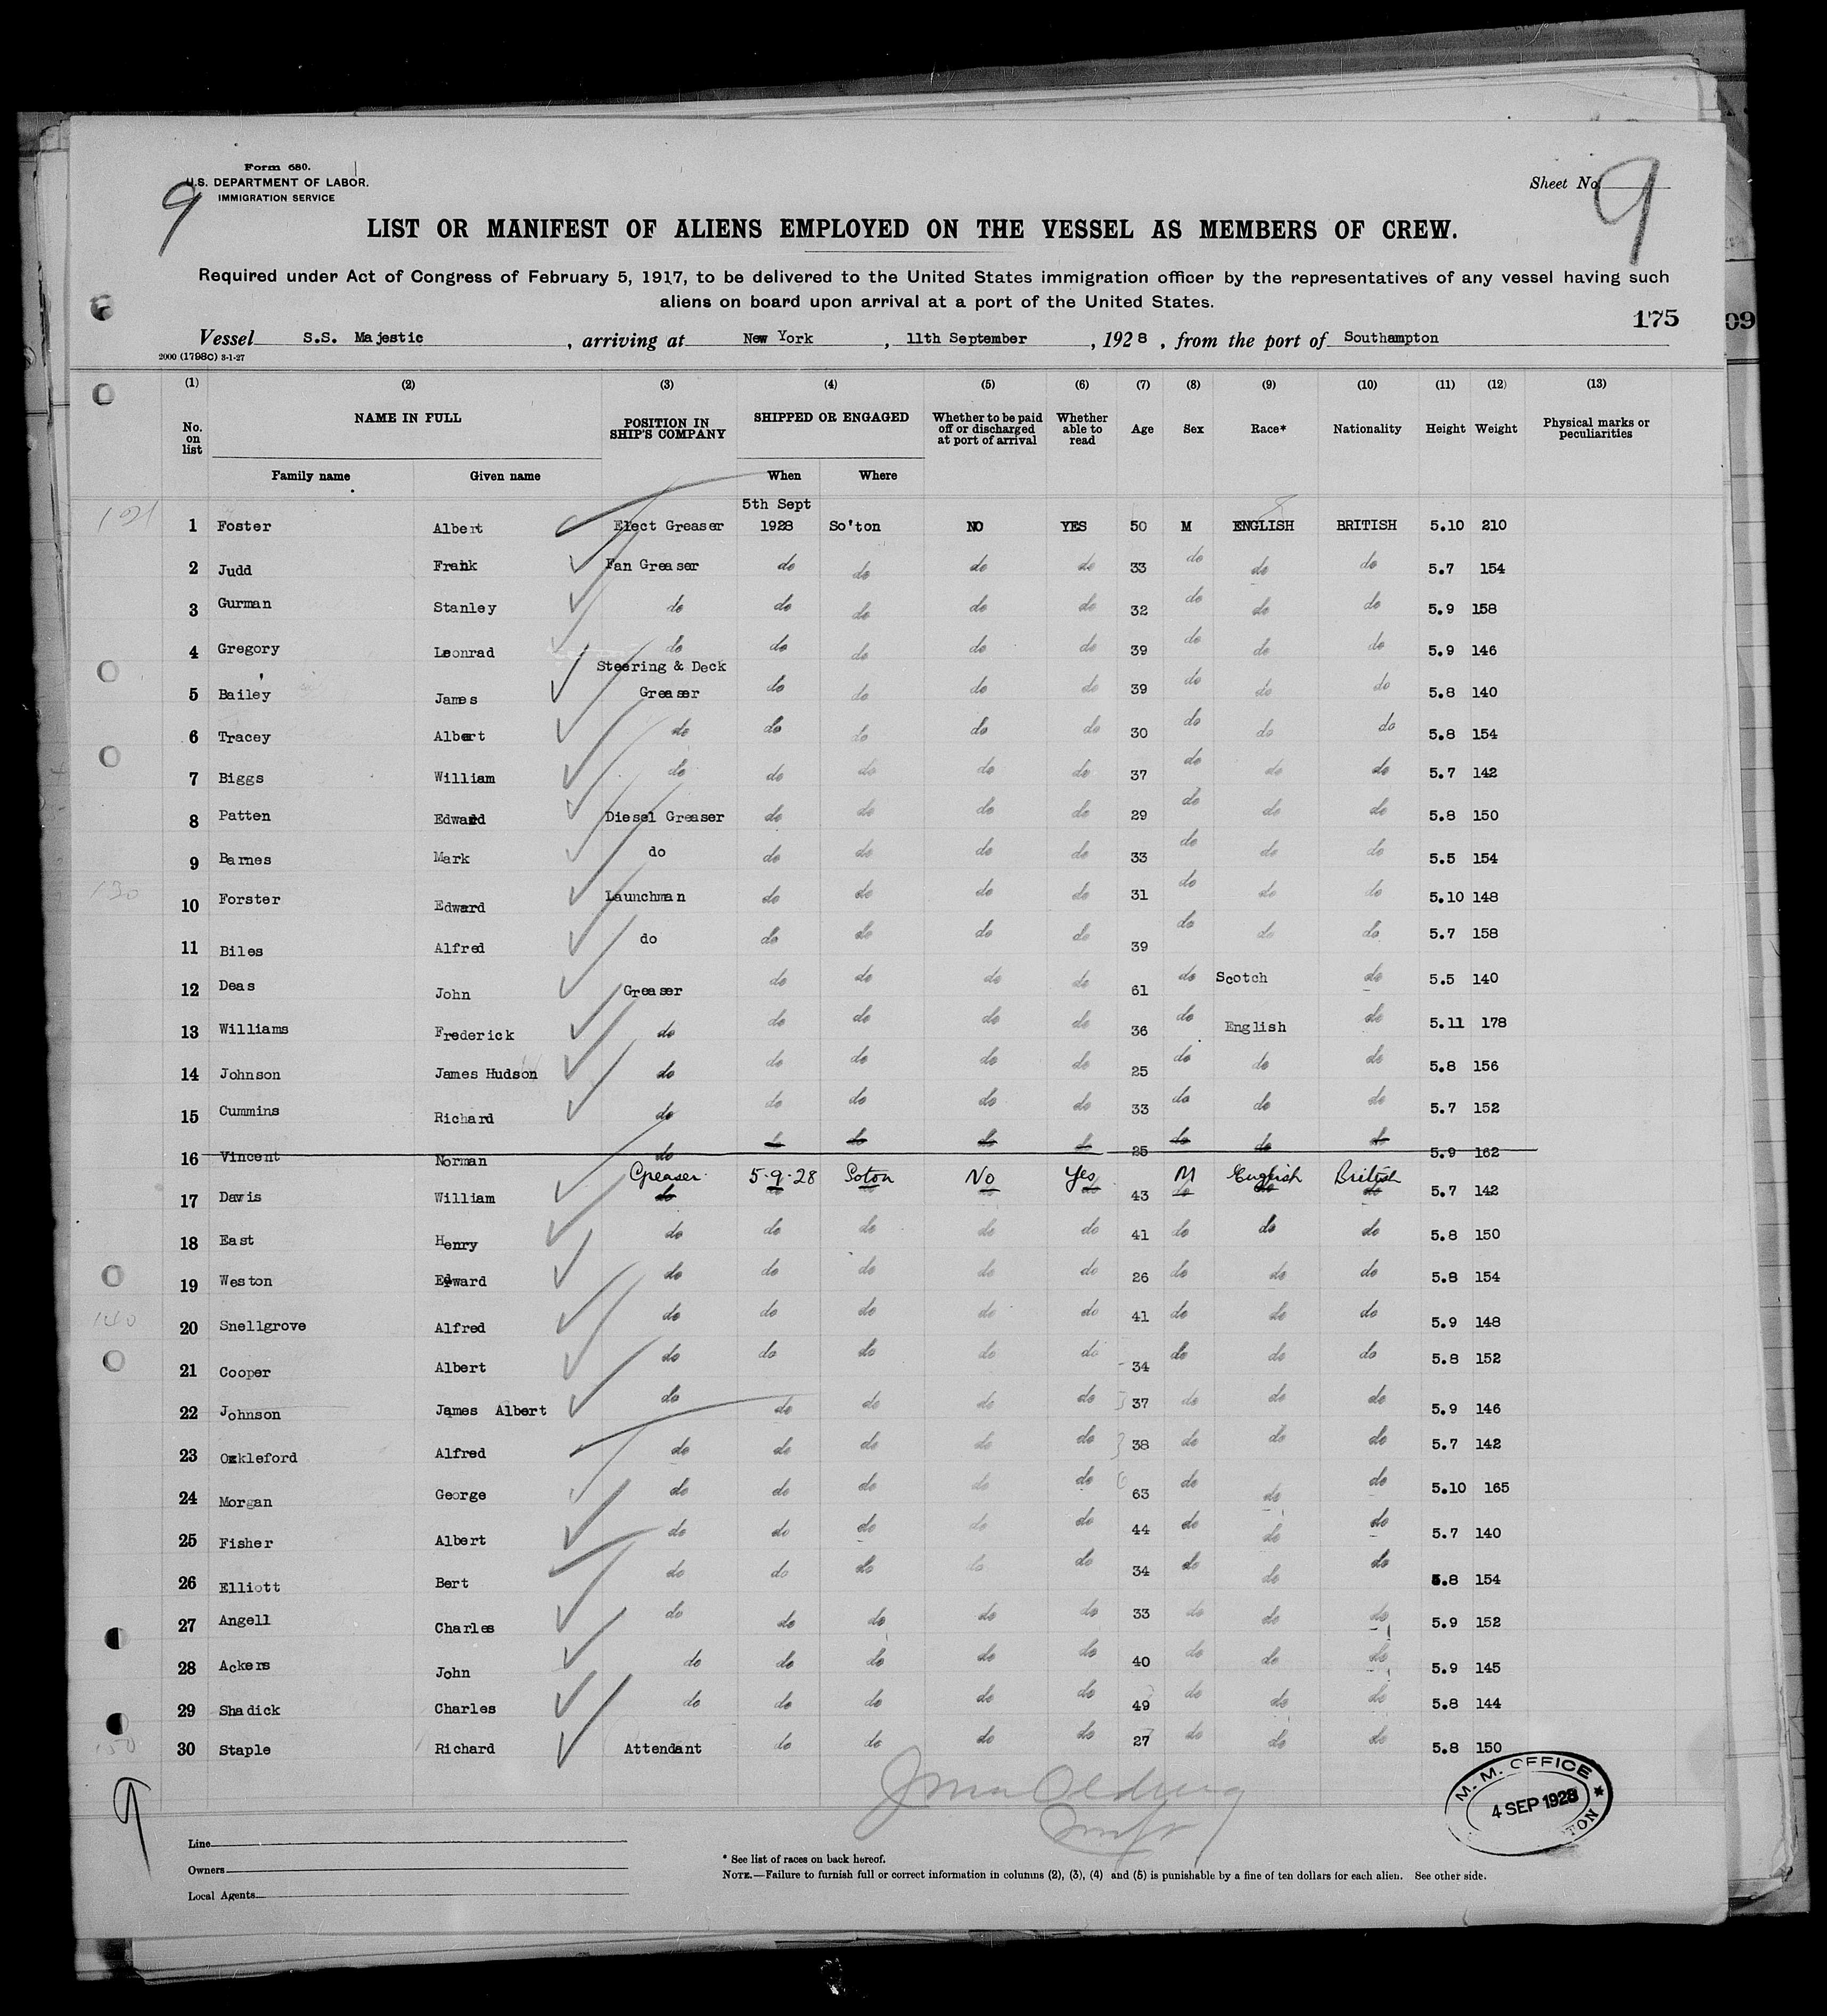 Form 680.
U.S. DEPARTMENT OF LABOR.
IMMIGRATION SERVICE
9
Sheet No. 9
LIST OR MANIFEST OF ALIENS EMPLOYED ON THE VESSEL AS MEMBERS OF CREW.
Required under Act of Congress of February 5, 1917, to be delivered to the United States immigration officer by the representatives of any vessel having such
aliens on board upon arrival at a port of the United States.
175
09
Vessel S.S. Majestic , arriving at New York , 11th September , 1928 , from the port of Southampton
2000 (1798c) 3-1-27
(1) (2) (3) (4) (5) (6) (7) (8) (9) (10) (11) (12) (13)
No. on list NAME IN FULL POSITION IN SHIP'S COMPANY SHIPPED OR ENGAGED Whether to be paid off or discharged at port of arrival Whether able to read Age Sex Race* Nationality Height Weight Physical marks or peculiarities
Family name Given name When Where
5th Sept
1 Foster Albert Elect Greaser 1928 So'ton NO YES 50 M ENGLISH BRITISH 5.10 210
2 Judd Frank Fan Greaser do do do do 33 do do do 5.7 154
3 Gurman Stanley do do do do do 32 do do do 5.9 158
4 Gregory Leonrad do do do do do 39 do do do 5.9 146
Steering & Deck
5 Bailey James Greaser do do do do 39 do do do 5.8 140
6 Tracey Albert do do do do do 30 do do do 5.8 154
7 Biggs William do do do do do 37 do do do 5.7 142
8 Patten Edward Diesel Greaser do do do do 29 do do do 5.8 150
9 Barnes Mark do do do do do 33 do do do 5.5 154
130
10 Forster Edward Launchman do do do do 31 do do do 5.10 148
11 Biles Alfred do do do do do 39 do do do 5.7 158
12 Deas John Greaser do do do do 61 do Scotch do 5.5 140
13 Williams Frederick do do do do do 36 do English do 5.11 178
14 Johnson James Hudson do do do do do 25 do do do 5.8 156
15 Cummins Richard do do do do do 33 do do do 5.7 152
16 Vincent Norman do do do do do 25 do do do 5.9 162
Greaser 5.9.28 Soton No Yes M English British
17 Davis William do do do do do 43 do do do 5.7 142
18 East Henry do do do do do 41 do do do 5.8 150
19 Weston Edward do do do do do 26 do do do 5.8 154
140
20 Snellgrove Alfred do do do do do 41 do do do 5.9 148
21 Cooper Albert do do do do do 34 do do do 5.8 152
22 Johnson James Albert do do do do do 37 do do do 5.9 146
23 Ockleford Alfred do do do do do 38 do do do 5.7 142
24 Morgan George do do do do do 63 do do do 5.10 165
25 Fisher Albert do do do do do 44 do do do 5.7 140
26 Elliott Bert do do do do do 34 do do do 5.8 154
27 Angell Charles do do do do do 33 do do do 5.9 152
28 Ackers John do do do do do 40 do do do 5.9 145
29 Shadick Charles do do do do do 49 do do do 5.8 144
150
30 Staple Richard Attendant do do do do 27 do do do 5.8 150
9
M. M. OFFICE
4 SEP 1928
TON
Line
Owners
Local Agents
* See list of races on back hereof.
NOTE.—Failure to furnish full or correct information in columns (2), (3), (4) and (5) is punishable by a fine of ten dollars for each alien. See other side.